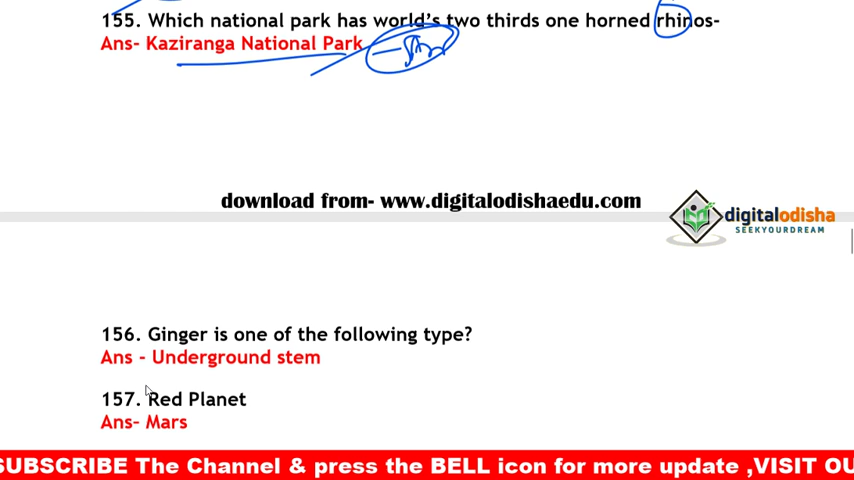 155. Which national park has world's two thirds one horned rhinos-
Ans- Kaziranga National Park
download from- www.digitalodishaedu.com
digitalodisha
SEEKYOURDREAM
156. Ginger is one of the following type?
Ans - Underground stem
157. Red Planet
Ans- Mars
SUBSCRIBE The Channel & press the BELL icon for more update ,VISIT OU